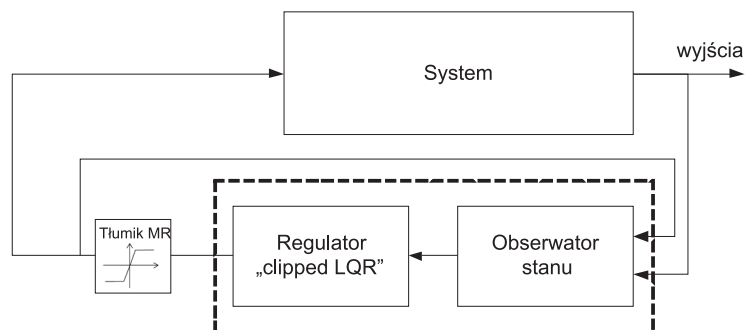 System
wyjścia
Tłumik MR
Regulator
„clipped LQR”
Obserwator
stanu